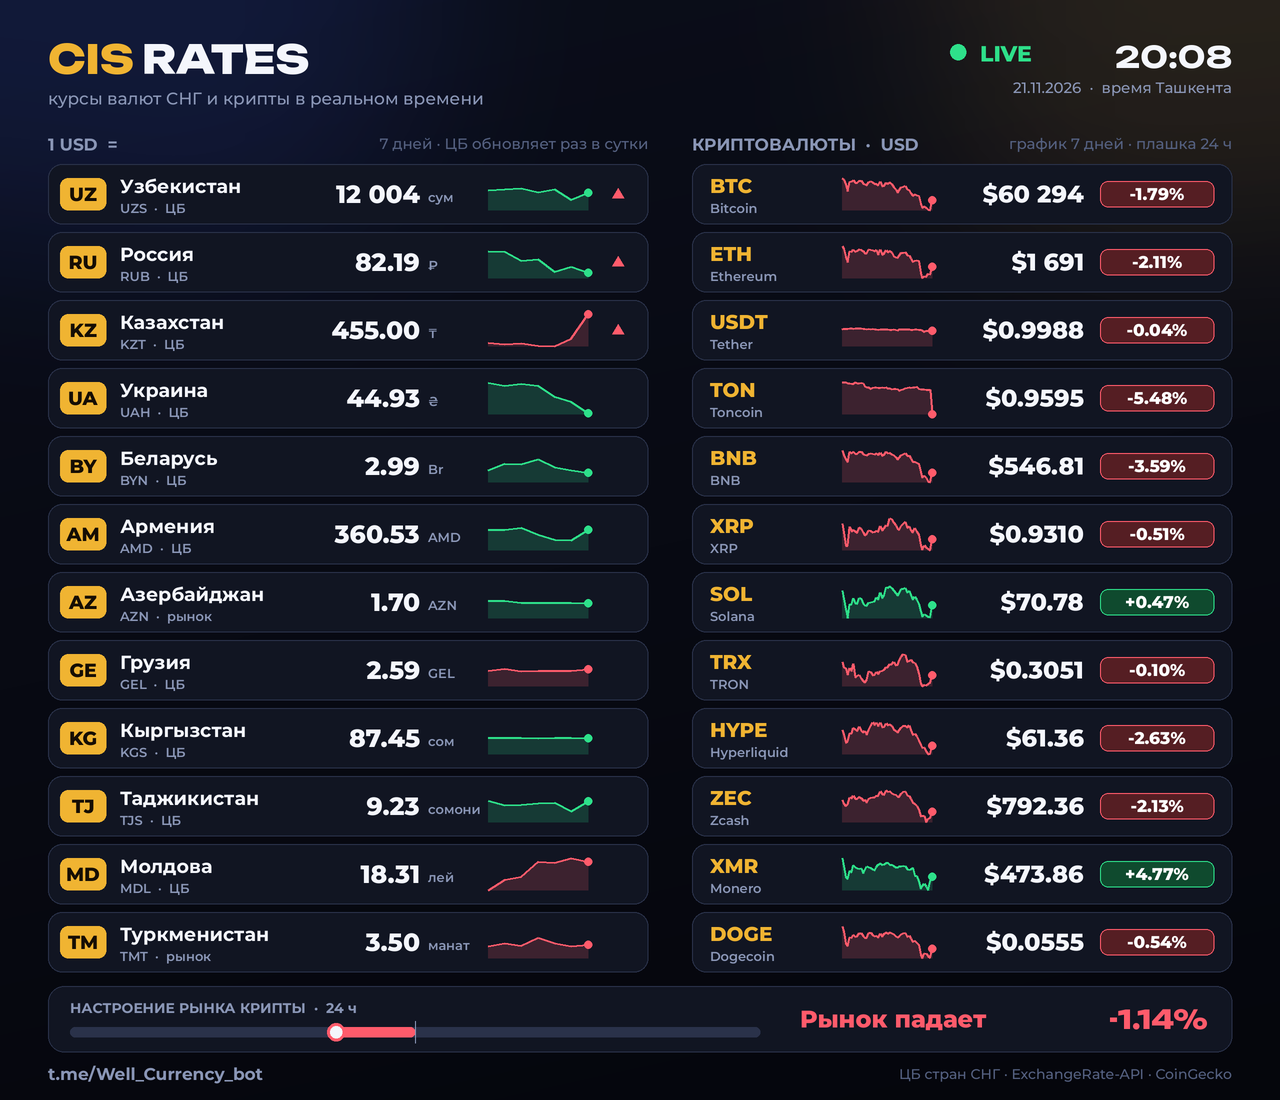 CIS RATES
LIVE 20:08
курсы валют СНГ и крипты в реальном времени
21.11.2026 · время Ташкента
1 USD =
7 дней · ЦБ обновляет раз в сутки
UZ Узбекистан 12 004 сум ▲
UZS · ЦБ
RU Россия 82.19 ₽ ▲
RUB · ЦБ
KZ Казахстан 455.00 ₸ ▲
KZT · ЦБ
UA Украина 44.93 ₴
UAH · ЦБ
BY Беларусь 2.99 Br
BYN · ЦБ
AM Армения 360.53 AMD
AMD · ЦБ
AZ Азербайджан 1.70 AZN
AZN · рынок
GE Грузия 2.59 GEL
GEL · ЦБ
KG Кыргызстан 87.45 сом
KGS · ЦБ
TJ Таджикистан 9.23 сомони
TJS · ЦБ
MD Молдова 18.31 лей
MDL · ЦБ
TM Туркменистан 3.50 манат
TMT · рынок
КРИПТОВАЛЮТЫ · USD
график 7 дней · плашка 24 ч
BTC $60 294 -1.79%
Bitcoin
ETH $1 691 -2.11%
Ethereum
USDT $0.9988 -0.04%
Tether
TON $0.9595 -5.48%
Toncoin
BNB $546.81 -3.59%
BNB
XRP $0.9310 -0.51%
XRP
SOL $70.78 +0.47%
Solana
TRX $0.3051 -0.10%
TRON
HYPE $61.36 -2.63%
Hyperliquid
ZEC $792.36 -2.13%
Zcash
XMR $473.86 +4.77%
Monero
DOGE $0.0555 -0.54%
Dogecoin
НАСТРОЕНИЕ РЫНКА КРИПТЫ · 24 ч
Рынок падает -1.14%
t.me/Well_Currency_bot
ЦБ стран СНГ · ExchangeRate-API · CoinGecko